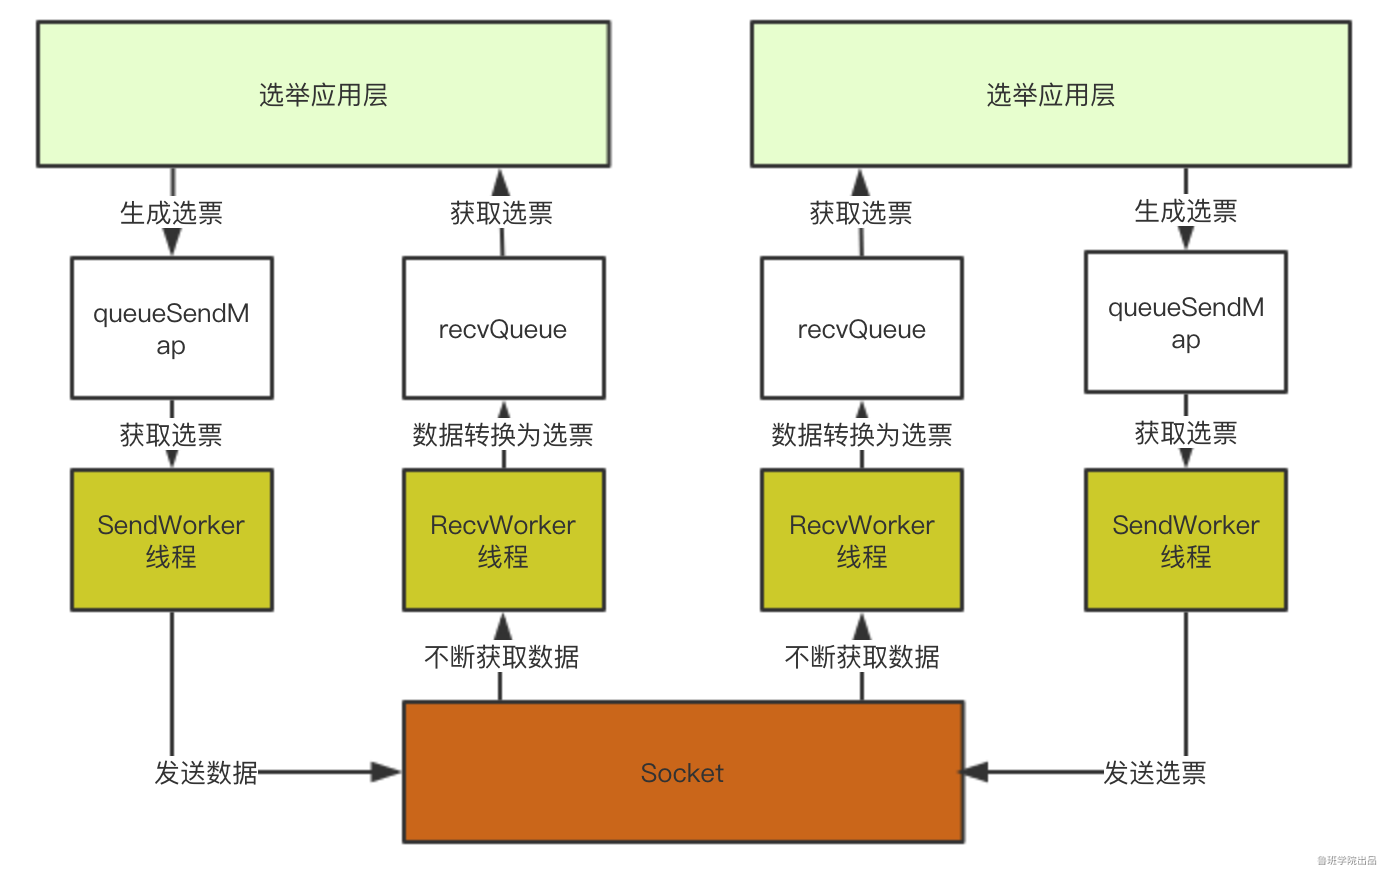 选举应用层
选举应用层
生成选票
获取选票
获取选票
生成选票
queueSendM
ap
recvQueue
recvQueue
queueSendM
ap
获取选票
数据转换为选票
数据转换为选票
获取选票
SendWorker
线程
RecvWorker
线程
RecvWorker
线程
SendWorker
线程
不断获取数据
不断获取数据
发送数据
Socket
发送选票
鲁班学院出品